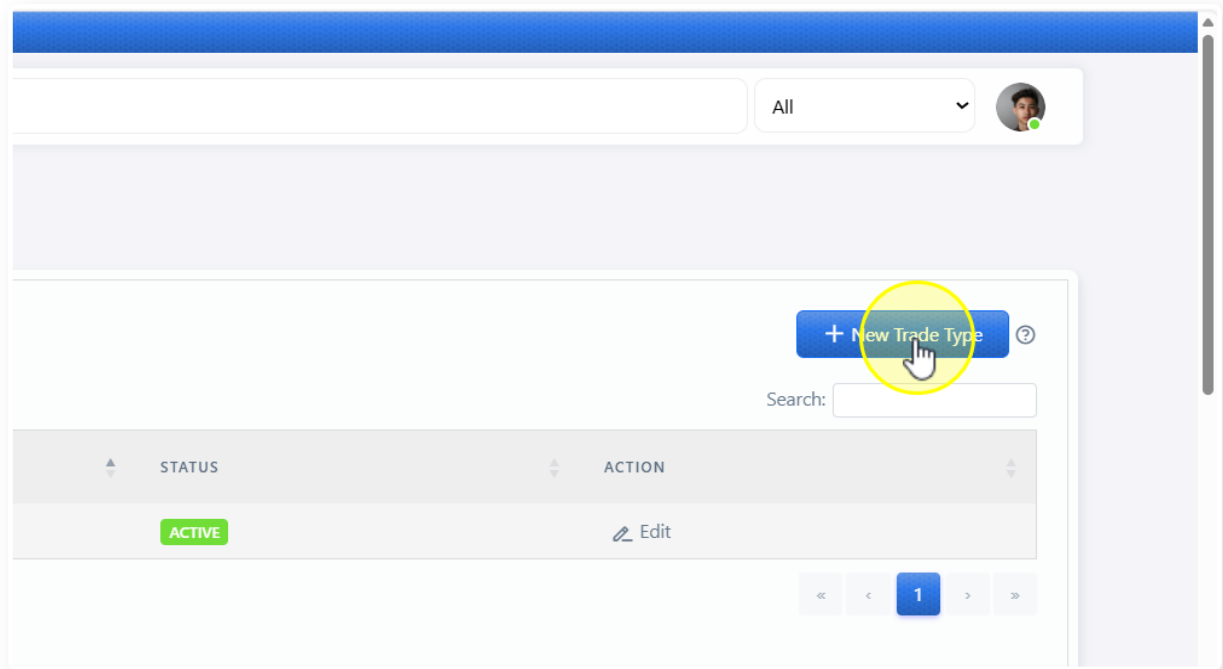 All
+ New Trade Type
Search:
STATUS ACTION
ACTIVE Edit
« ‹ 1 › »